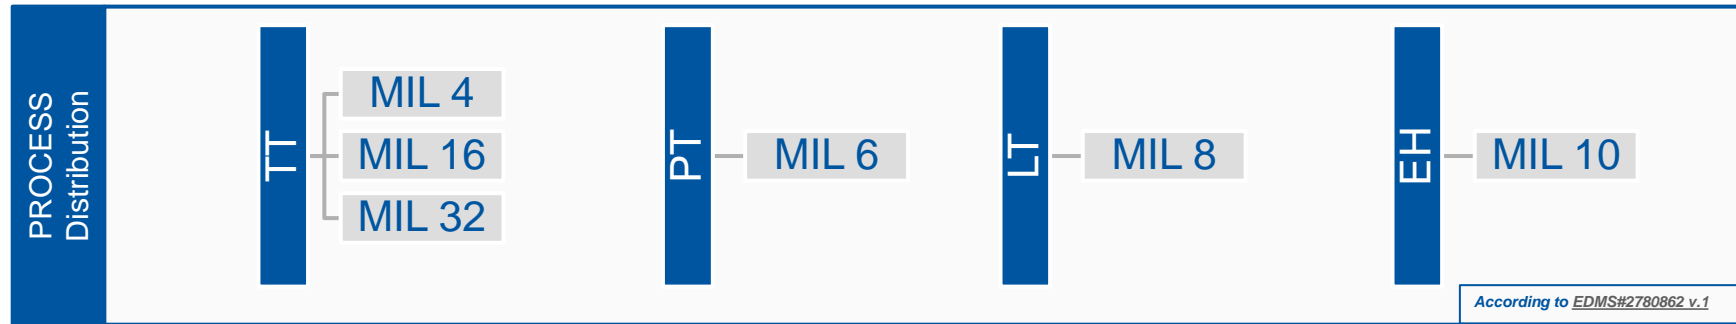 PROCESS
Distribution
TT
MIL 4
MIL 16
MIL 32
PT
MIL 6
LT
MIL 8
EH
MIL 10
According to EDMS#2780862 v.1